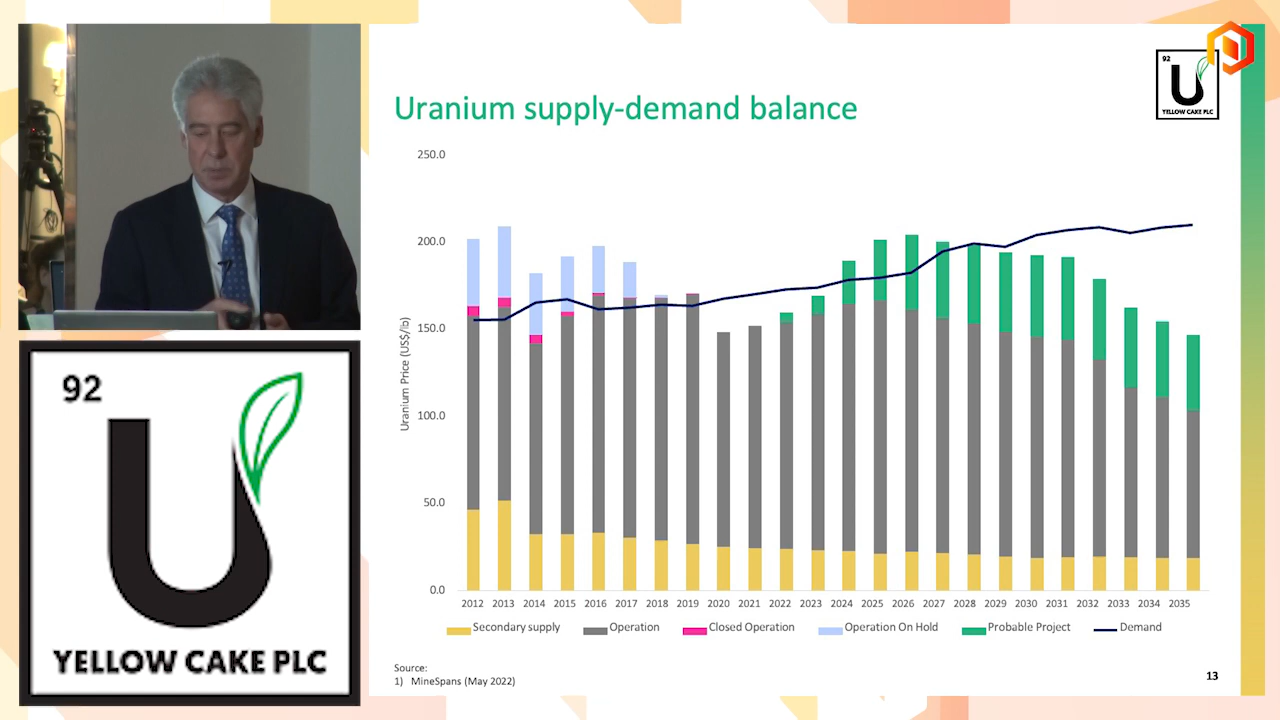 Uranium supply-demand balance
92
U
YELLOW CAKE PLC
250.0
200.0
150.0
100.0
50.0
0.0
Uranium Price (US$/lb)
2012 2013 2014 2015 2016 2017 2018 2019 2020 2021 2022 2023 2024 2025 2026 2027 2028 2029 2030 2031 2032 2033 2034 2035
Secondary supply Operation Closed Operation Operation On Hold Probable Project Demand
Source:
1) MineSpans (May 2022)
13
92
U
YELLOW CAKE PLC